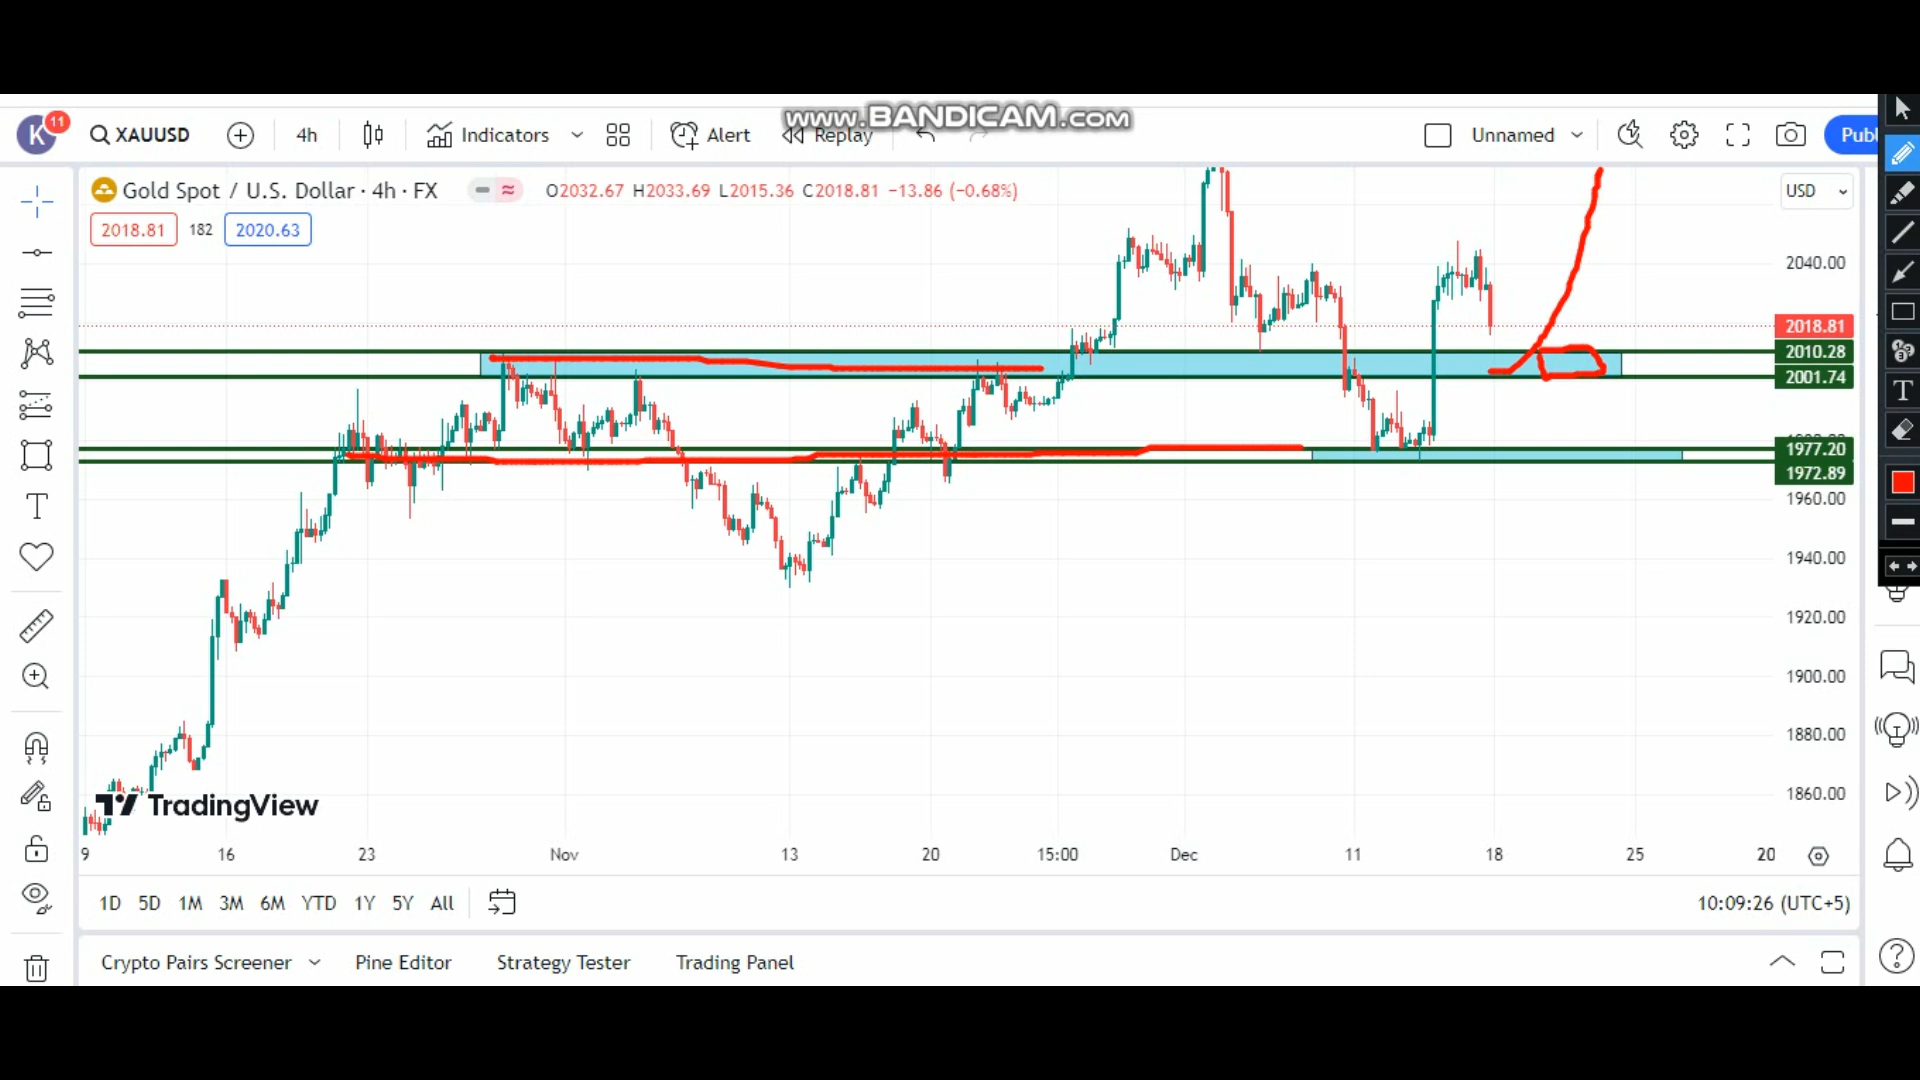 www.BANDICAM.com
K 11 XAUUSD 4h Indicators Alert Replay Unnamed Publ
Gold Spot / U.S. Dollar · 4h · FX O2032.67 H2033.69 L2015.36 C2018.81 −13.86 (−0.68%) USD
2018.81 182 2020.63
2040.00
2018.81
2010.28
2001.74
1977.20
1972.89
1960.00
1940.00
1920.00
1900.00
1880.00
1860.00
TradingView
9 16 23 Nov 13 20 15:00 Dec 11 18 25 20
1D 5D 1M 3M 6M YTD 1Y 5Y All 10:09:26 (UTC+5)
Crypto Pairs Screener Pine Editor Strategy Tester Trading Panel